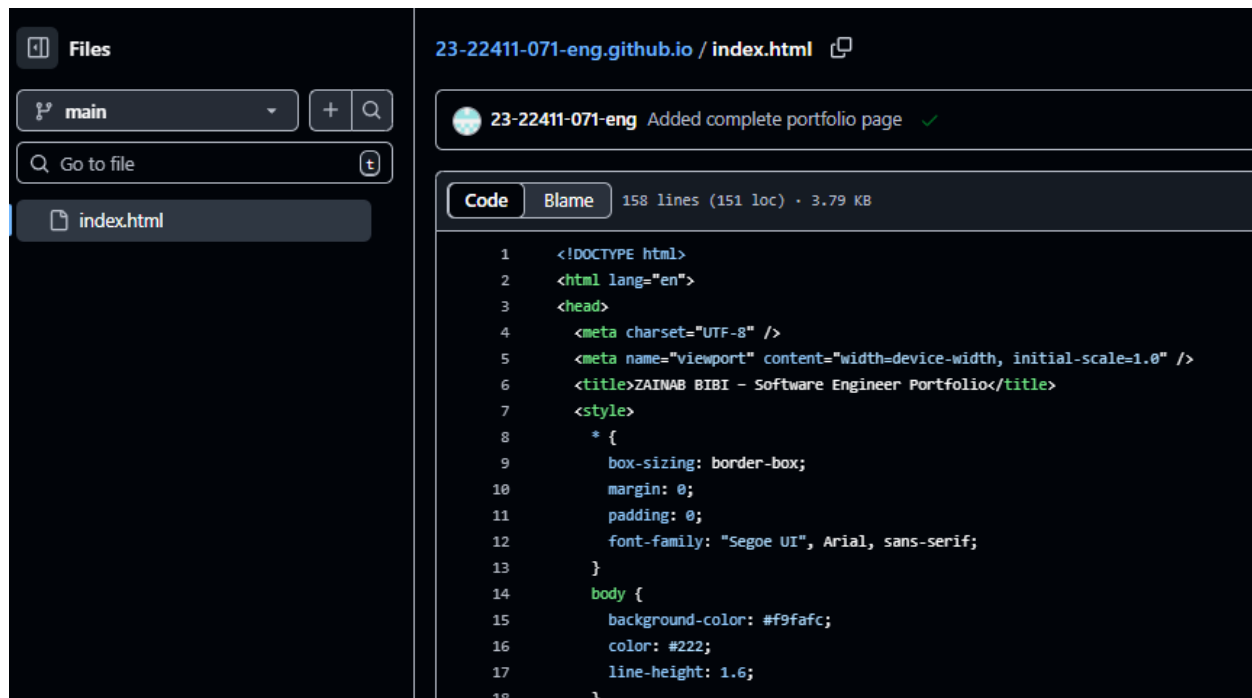 Files
main
Go to file
t
index.html
23-22411-071-eng.github.io / index.html
23-22411-071-eng Added complete portfolio page
Code Blame 158 lines (151 loc) · 3.79 KB
1 <!DOCTYPE html>
2 <html lang="en">
3 <head>
4 <meta charset="UTF-8" />
5 <meta name="viewport" content="width=device-width, initial-scale=1.0" />
6 <title>ZAINAB BIBI – Software Engineer Portfolio</title>
7 <style>
8 * {
9 box-sizing: border-box;
10 margin: 0;
11 padding: 0;
12 font-family: "Segoe UI", Arial, sans-serif;
13 }
14 body {
15 background-color: #f9fafc;
16 color: #222;
17 line-height: 1.6;
18 }